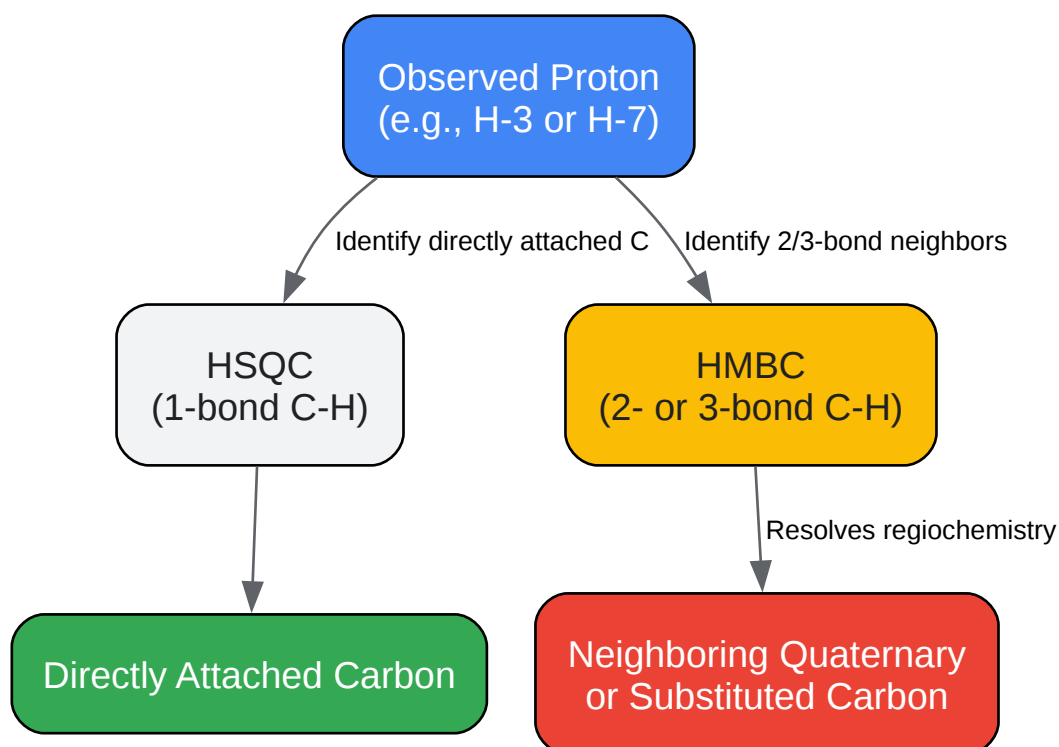 Observed Proton
(e.g., H-3 or H-7)
Identify directly attached C
Identify 2/3-bond neighbors
HSQC
(1-bond C-H)
HMBC
(2- or 3-bond C-H)
Resolves regiochemistry
Directly Attached Carbon
Neighboring Quaternary
or Substituted Carbon